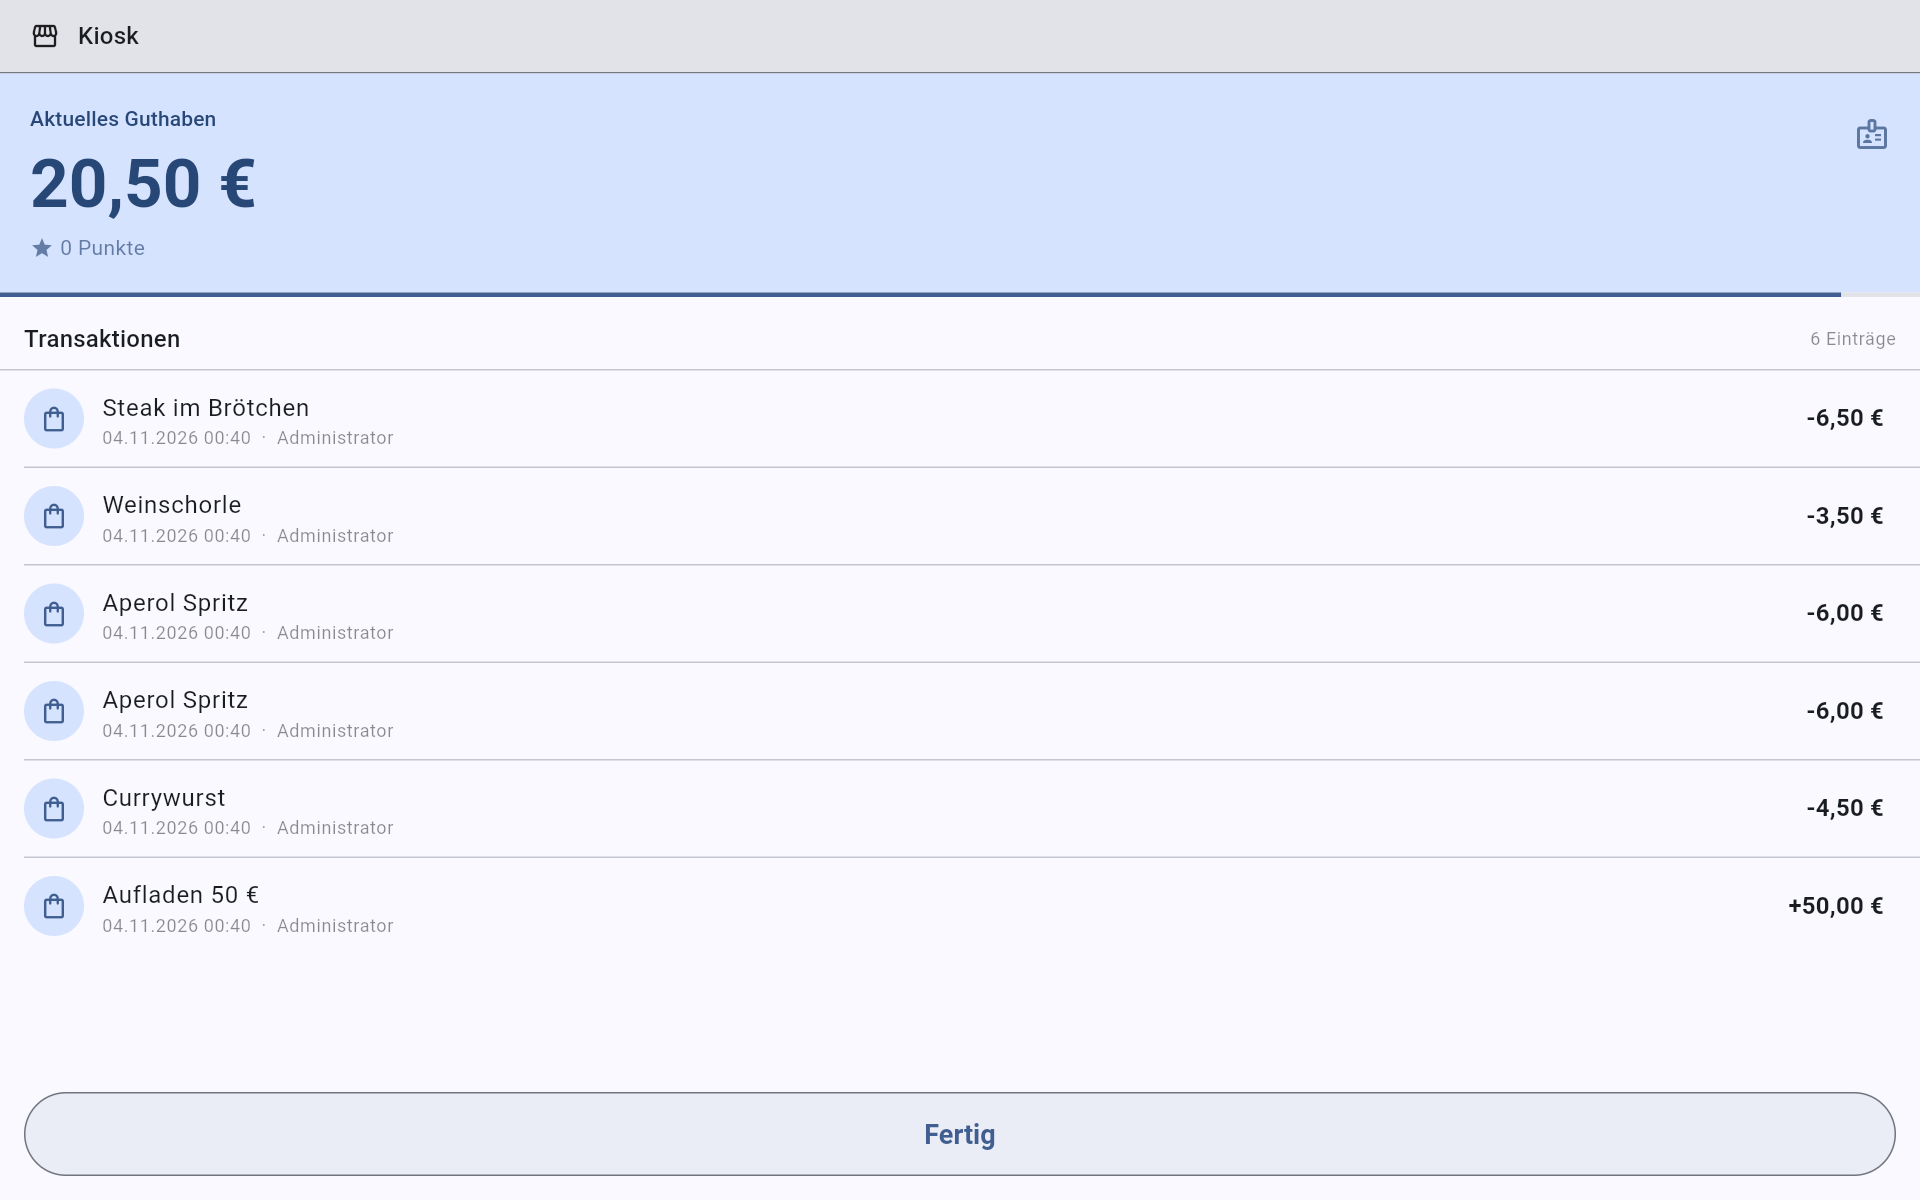 Kiosk
Aktuelles Guthaben
20,50 €
0 Punkte
Transaktionen
6 Einträge
Steak im Brötchen
04.11.2026 00:40 · Administrator
-6,50 €
Weinschorle
04.11.2026 00:40 · Administrator
-3,50 €
Aperol Spritz
04.11.2026 00:40 · Administrator
-6,00 €
Aperol Spritz
04.11.2026 00:40 · Administrator
-6,00 €
Currywurst
04.11.2026 00:40 · Administrator
-4,50 €
Aufladen 50 €
04.11.2026 00:40 · Administrator
+50,00 €
Fertig